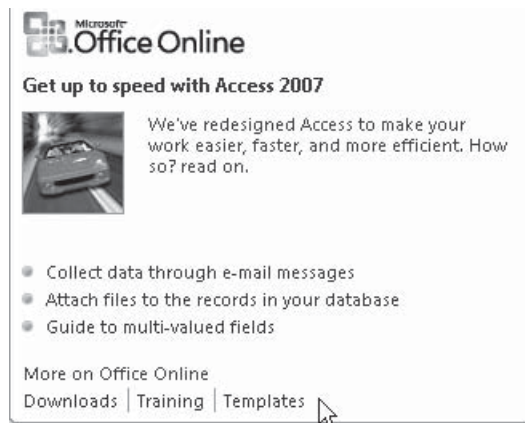 Microsoft
Office Online
Get up to speed with Access 2007
We've redesigned Access to make your
work easier, faster, and more efficient. How
so? read on.
Collect data through e-mail messages
Attach files to the records in your database
Guide to multi-valued fields
More on Office Online
Downloads | Training | Templates